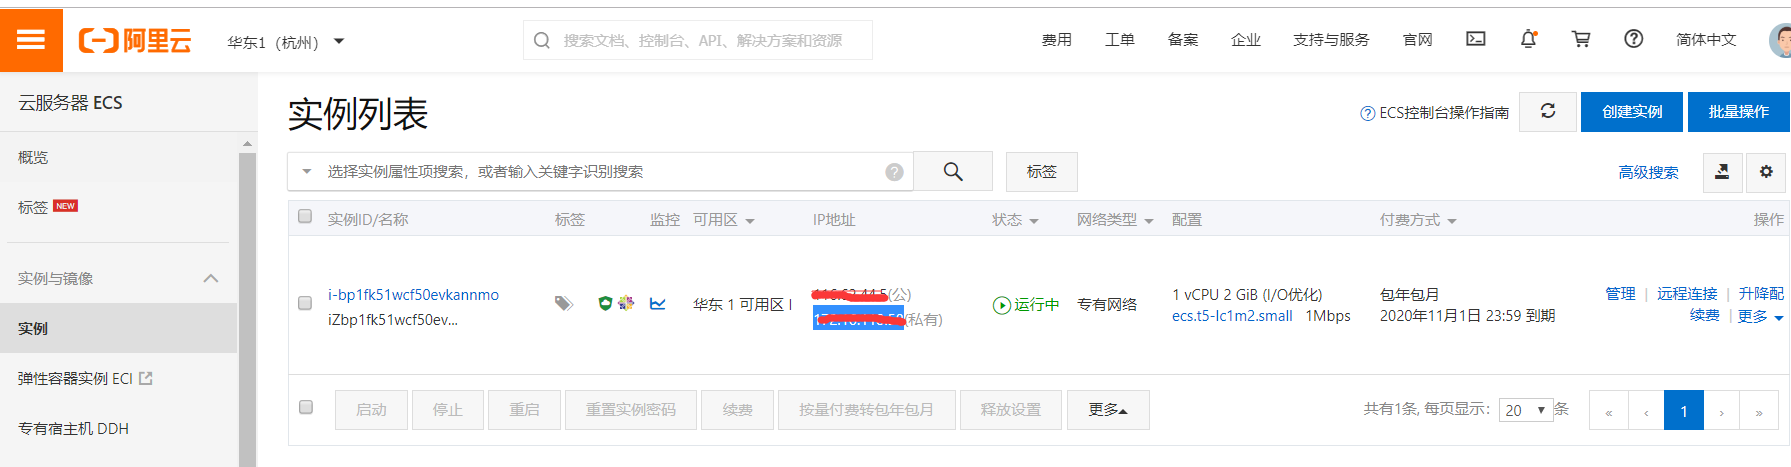 阿里云
华东1（杭州）
搜索文档、控制台、API、解决方案和资源
费用 工单 备案 企业 支持与服务 官网 简体中文
云服务器 ECS
概览
标签 NEW
实例与镜像
实例
弹性容器实例 ECI
专有宿主机 DDH
实例列表
ECS控制台操作指南
创建实例
批量操作
选择实例属性项搜索，或者输入关键字识别搜索
标签
高级搜索
实例ID/名称 标签 监控 可用区 IP地址 状态 网络类型 配置 付费方式 操作
i-bp1fk51wcf50evkannmo
iZbp1fk51wcf50ev...
华东 1 可用区 I
(公)
(私有)
运行中
专有网络
1 vCPU 2 GiB (I/O优化)
ecs.t5-lc1m2.small 1Mbps
包年包月
2020年11月1日 23:59 到期
管理 | 远程连接 | 升降配
续费 | 更多
启动 停止 重启 重置实例密码 续费 按量付费转包年包月 释放设置 更多
共有1条, 每页显示: 20 条
« ‹ 1 › »